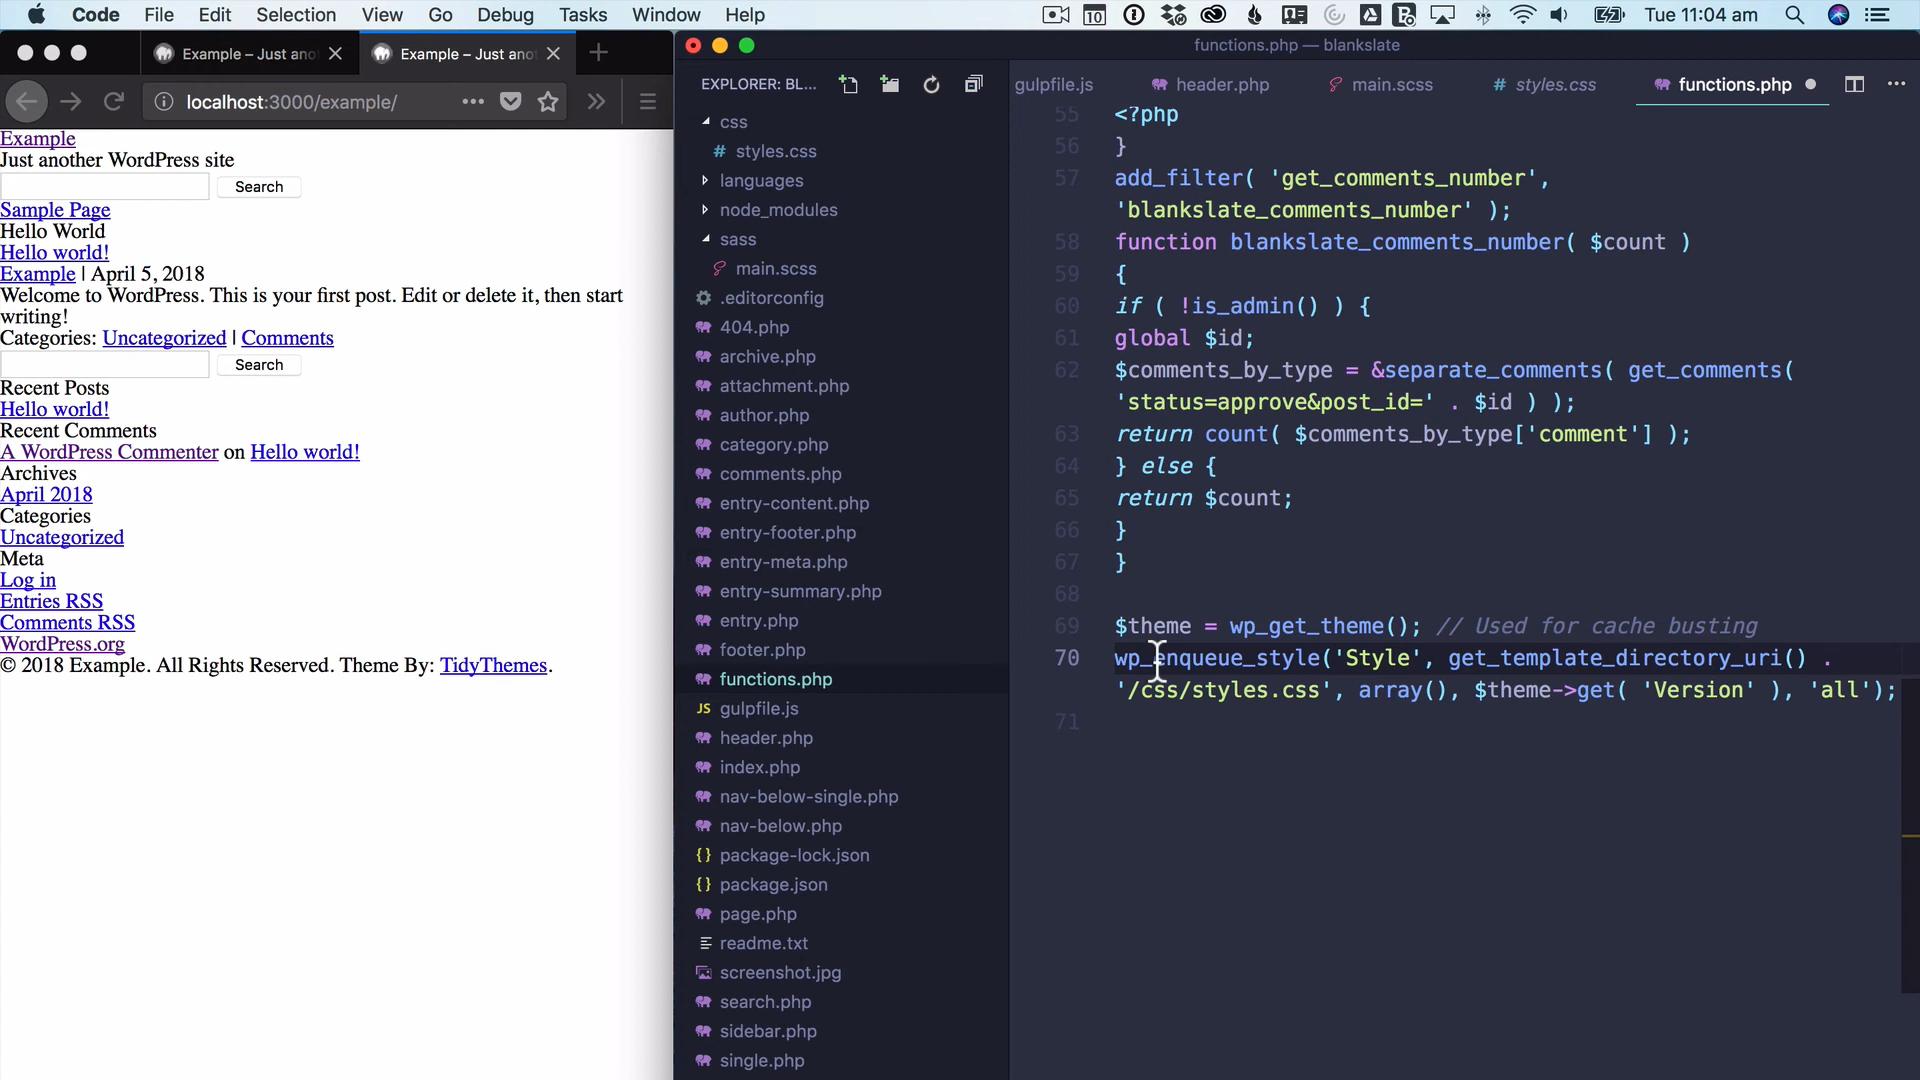 Code File Edit Selection View Go Debug Tasks Window Help
10
Tue 11:04 am
Example – Just ano
Example – Just ano
functions.php — blankslate
localhost:3000/example/
Example
Just another WordPress site
Search
Sample Page
Hello World
Hello world!
Example | April 5, 2018
Welcome to WordPress. This is your first post. Edit or delete it, then start
writing!
Categories: Uncategorized | Comments
Search
Recent Posts
Hello world!
Recent Comments
A WordPress Commenter on Hello world!
Archives
April 2018
Categories
Uncategorized
Meta
Log in
Entries RSS
Comments RSS
WordPress.org
© 2018 Example. All Rights Reserved. Theme By: TidyThemes.
EXPLORER: BL...
css
# styles.css
languages
node_modules
sass
main.scss
.editorconfig
404.php
archive.php
attachment.php
author.php
category.php
comments.php
entry-content.php
entry-footer.php
entry-meta.php
entry-summary.php
entry.php
footer.php
functions.php
JS gulpfile.js
header.php
index.php
nav-below-single.php
nav-below.php
{} package-lock.json
{} package.json
page.php
readme.txt
screenshot.jpg
search.php
sidebar.php
single.php
gulpfile.js
header.php
main.scss
# styles.css
functions.php
55 <?php
56 }
57 add_filter( 'get_comments_number',
'blankslate_comments_number' );
58 function blankslate_comments_number( $count )
59 {
60 if ( !is_admin() ) {
61 global $id;
62 $comments_by_type = &separate_comments( get_comments(
'status=approve&post_id=' . $id ) );
63 return count( $comments_by_type['comment'] );
64 } else {
65 return $count;
66 }
67 }
68
69 $theme = wp_get_theme(); // Used for cache busting
70 wp_enqueue_style('Style', get_template_directory_uri() .
'/css/styles.css', array(), $theme->get( 'Version' ), 'all');
71